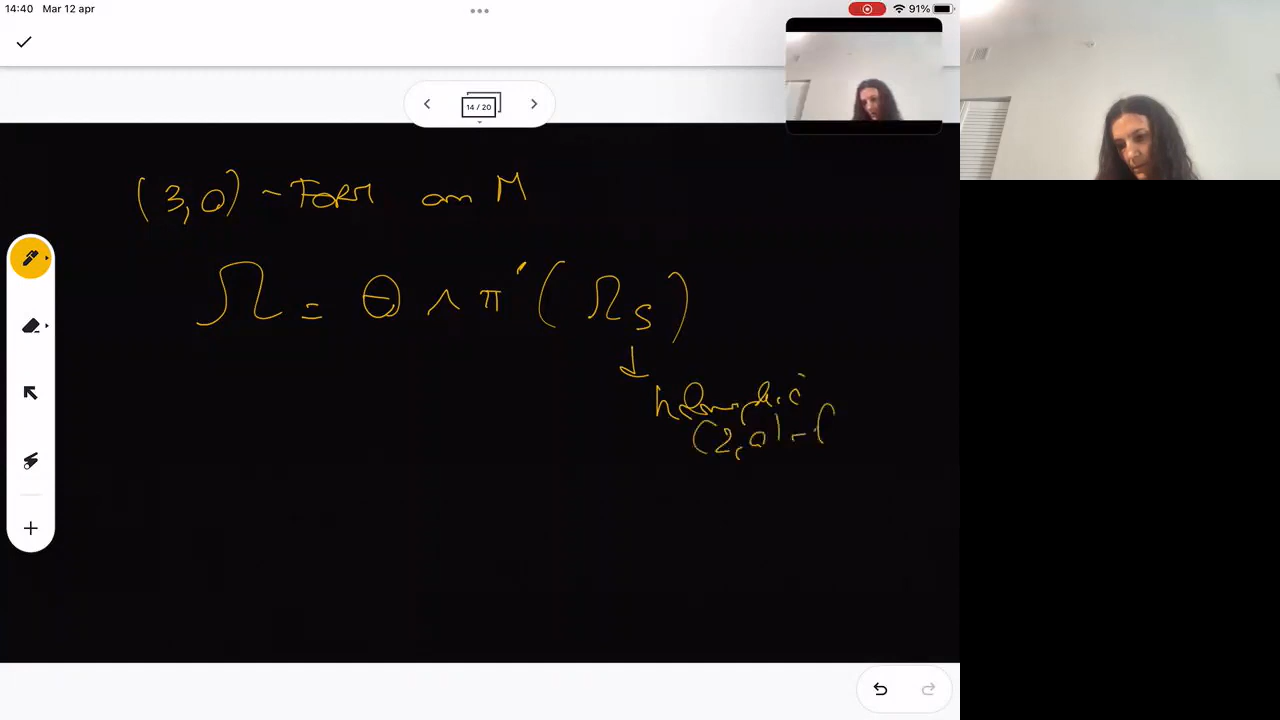 14:40 Mar 12 apr
91%
14 / 20
(3,0) - FORM on M
Ω = θ ∧ π*(Ω_S)
↓
holomorphic
(2,0) - f